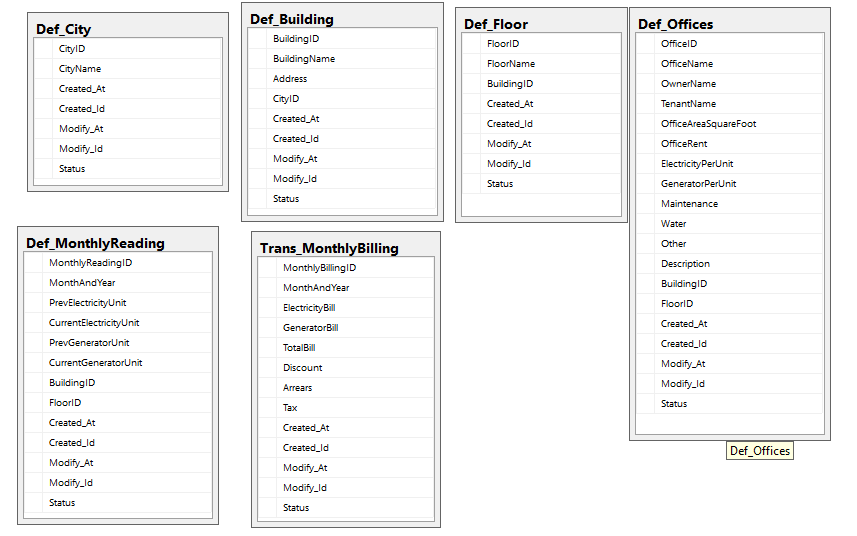 Def_City
CityID
CityName
Created_At
Created_Id
Modify_At
Modify_Id
Status
Def_Building
BuildingID
BuildingName
Address
CityID
Created_At
Created_Id
Modify_At
Modify_Id
Status
Def_Floor
FloorID
FloorName
BuildingID
Created_At
Created_Id
Modify_At
Modify_Id
Status
Def_Offices
OfficeID
OfficeName
OwnerName
TenantName
OfficeAreaSquareFoot
OfficeRent
ElectricityPerUnit
GeneratorPerUnit
Maintenance
Water
Other
Description
BuildingID
FloorID
Created_At
Created_Id
Modify_At
Modify_Id
Status
Def_Offices
Def_MonthlyReading
MonthlyReadingID
MonthAndYear
PrevElectricityUnit
CurrentElectricityUnit
PrevGeneratorUnit
CurrentGeneratorUnit
BuildingID
FloorID
Created_At
Created_Id
Modify_At
Modify_Id
Status
Trans_MonthlyBilling
MonthlyBillingID
MonthAndYear
ElectricityBill
GeneratorBill
TotalBill
Discount
Arrears
Tax
Created_At
Created_Id
Modify_At
Modify_Id
Status